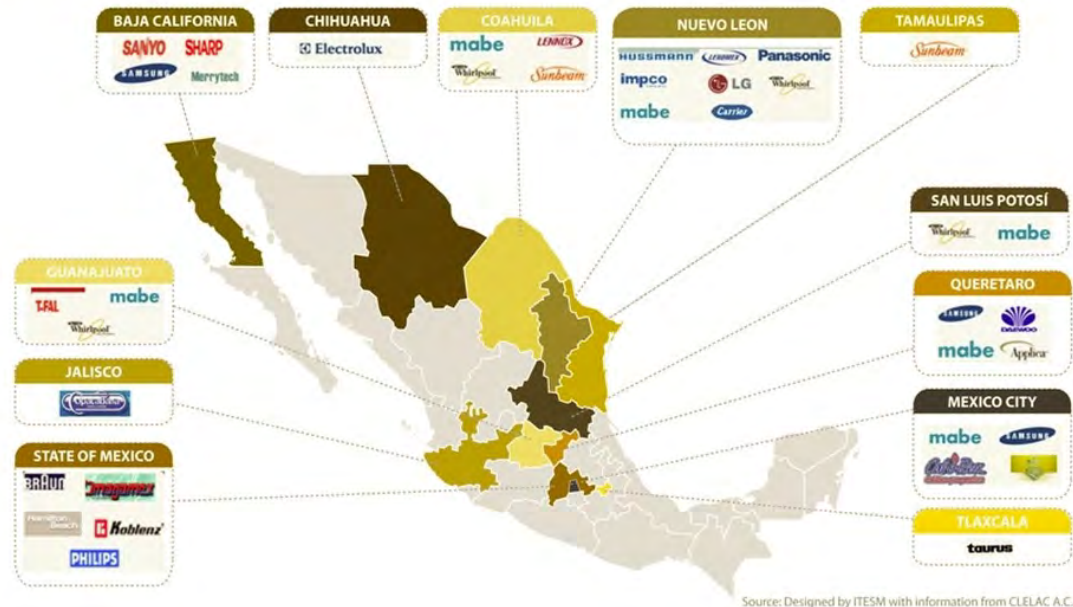 BAJA CALIFORNIA
SANYO SHARP
SAMSUNG Merrytech
CHIHUAHUA
Electrolux
COAHUILA
mabe LENNOX
Whirlpool Sunbeam
NUEVO LEON
HUSSMANN LENNOX Panasonic
impco LG Whirlpool
mabe Carrier
TAMAULIPAS
Sunbeam
SAN LUIS POTOSÍ
Whirlpool mabe
GUANAJUATO
T-FAL mabe
Whirlpool
QUERETARO
SAMSUNG DAEWOO
mabe Applica
JALISCO
MEXICO CITY
mabe SAMSUNG
STATE OF MEXICO
BRAUN
Hamilton Beach Koblenz
PHILIPS
TLAXCALA
taurus
Source: Designed by ITESM with information from CLELAC A.C.